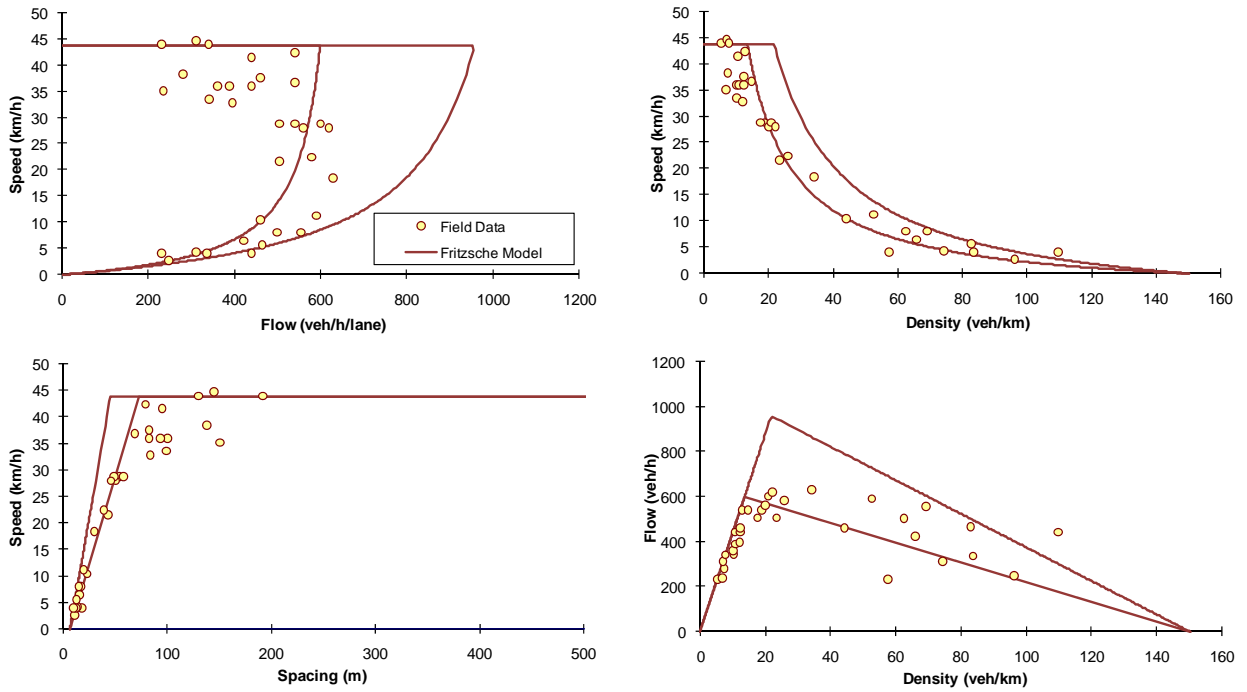 50
45
40
35
30
25
20
15
10
5
0
Speed (km/h)
0 200 400 600 800 1000 1200
Flow (veh/h/lane)
Field Data
Fritzsche Model
50
45
40
35
30
25
20
15
10
5
0
Speed (km/h)
0 20 40 60 80 100 120 140 160
Density (veh/km)
50
45
40
35
30
25
20
15
10
5
0
Speed (km/h)
0 100 200 300 400 500
Spacing (m)
1200
1000
800
600
400
200
0
Flow (veh/h)
0 20 40 60 80 100 120 140 160
Density (veh/km)